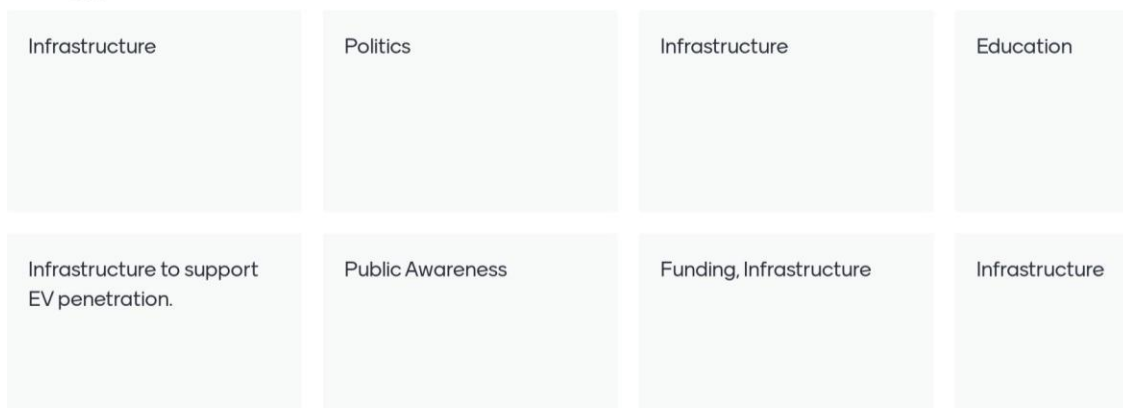 Infrastructure
Politics
Infrastructure
Education
Infrastructure to support
EV penetration.
Public Awareness
Funding, Infrastructure
Infrastructure